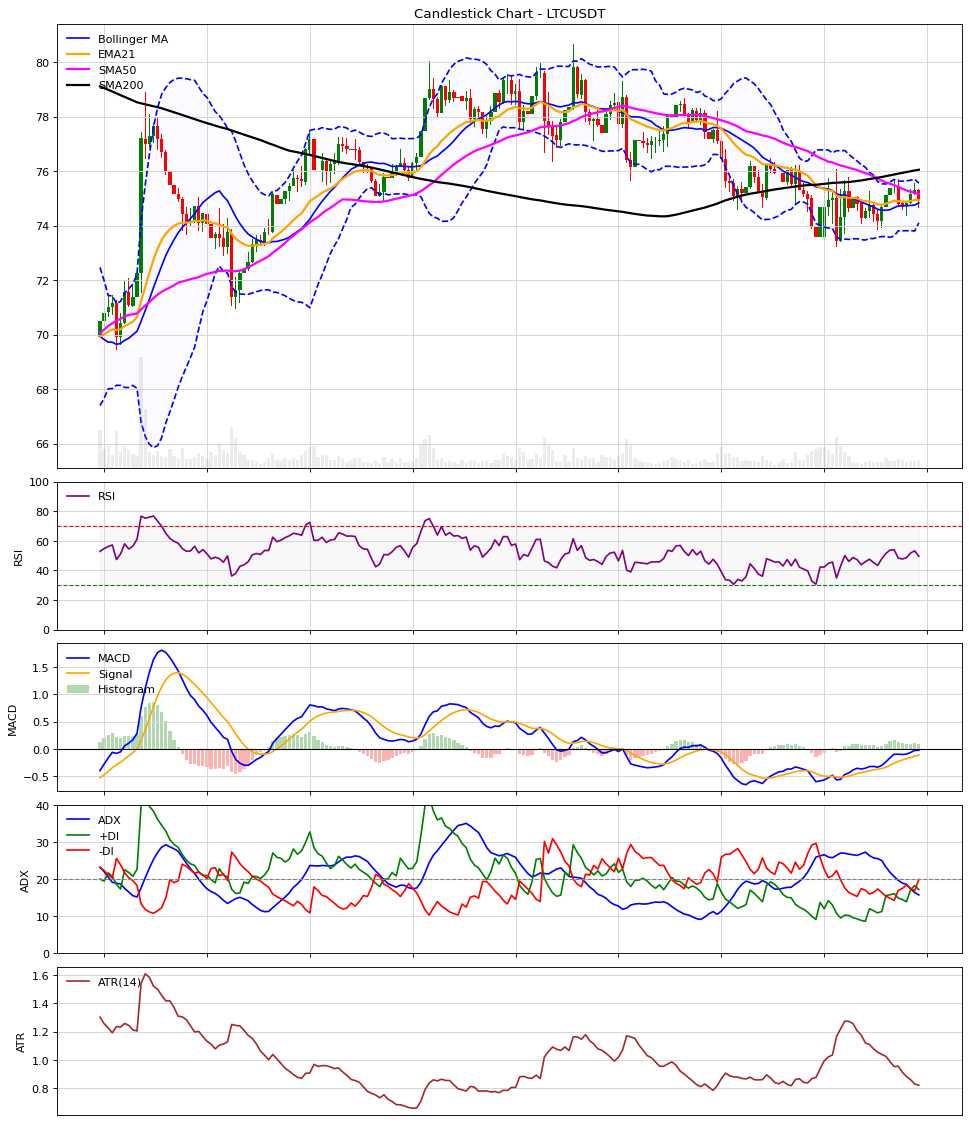 Candlestick Chart - LTCUSDT
Bollinger MA
EMA21
SMA50
SMA200
80
78
76
74
72
70
68
66
RSI
RSI
100
80
60
40
20
0
MACD
Signal
Histogram
MACD
1.5
1.0
0.5
0.0
−0.5
ADX
+DI
-DI
ADX
40
30
20
10
0
ATR(14)
ATR
1.6
1.4
1.2
1.0
0.8